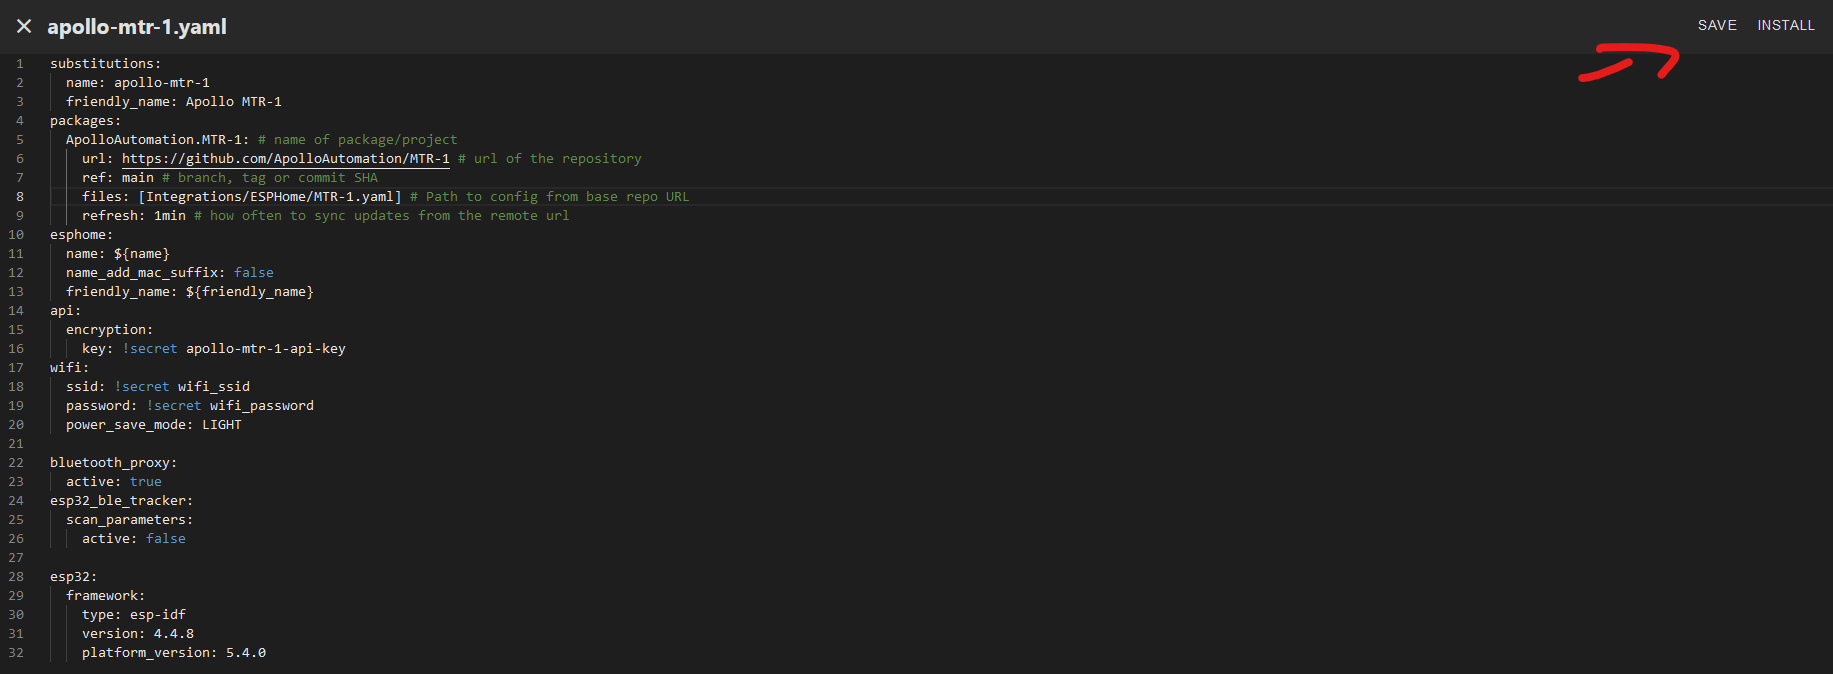 apollo-mtr-1.yaml
SAVE INSTALL
1 substitutions:
2   name: apollo-mtr-1
3   friendly_name: Apollo MTR-1
4 packages:
5   ApolloAutomation.MTR-1: # name of package/project
6     url: https://github.com/ApolloAutomation/MTR-1 # url of the repository
7     ref: main # branch, tag or commit SHA
8     files: [Integrations/ESPHome/MTR-1.yaml] # Path to config from base repo URL
9     refresh: 1min # how often to sync updates from the remote url
10 esphome:
11   name: ${name}
12   name_add_mac_suffix: false
13   friendly_name: ${friendly_name}
14 api:
15   encryption:
16     key: !secret apollo-mtr-1-api-key
17 wifi:
18   ssid: !secret wifi_ssid
19   password: !secret wifi_password
20   power_save_mode: LIGHT
21
22 bluetooth_proxy:
23   active: true
24 esp32_ble_tracker:
25   scan_parameters:
26     active: false
27
28 esp32:
29   framework:
30     type: esp-idf
31     version: 4.4.8
32     platform_version: 5.4.0